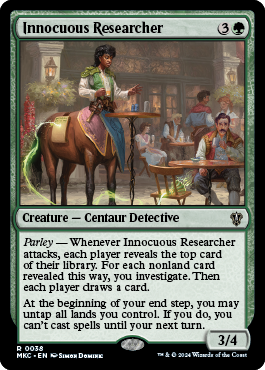 Innocuous Researcher 3
Creature — Centaur Detective
Parley — Whenever Innocuous Researcher
attacks, each player reveals the top card
of their library. For each nonland card
revealed this way, you investigate. Then
each player draws a card.
At the beginning of your end step, you may
untap all lands you control. If you do, you
can't cast spells until your next turn.
3/4
R 0038
MKC • EN Simon Dominic
™ & © 2024 Wizards of the Coast